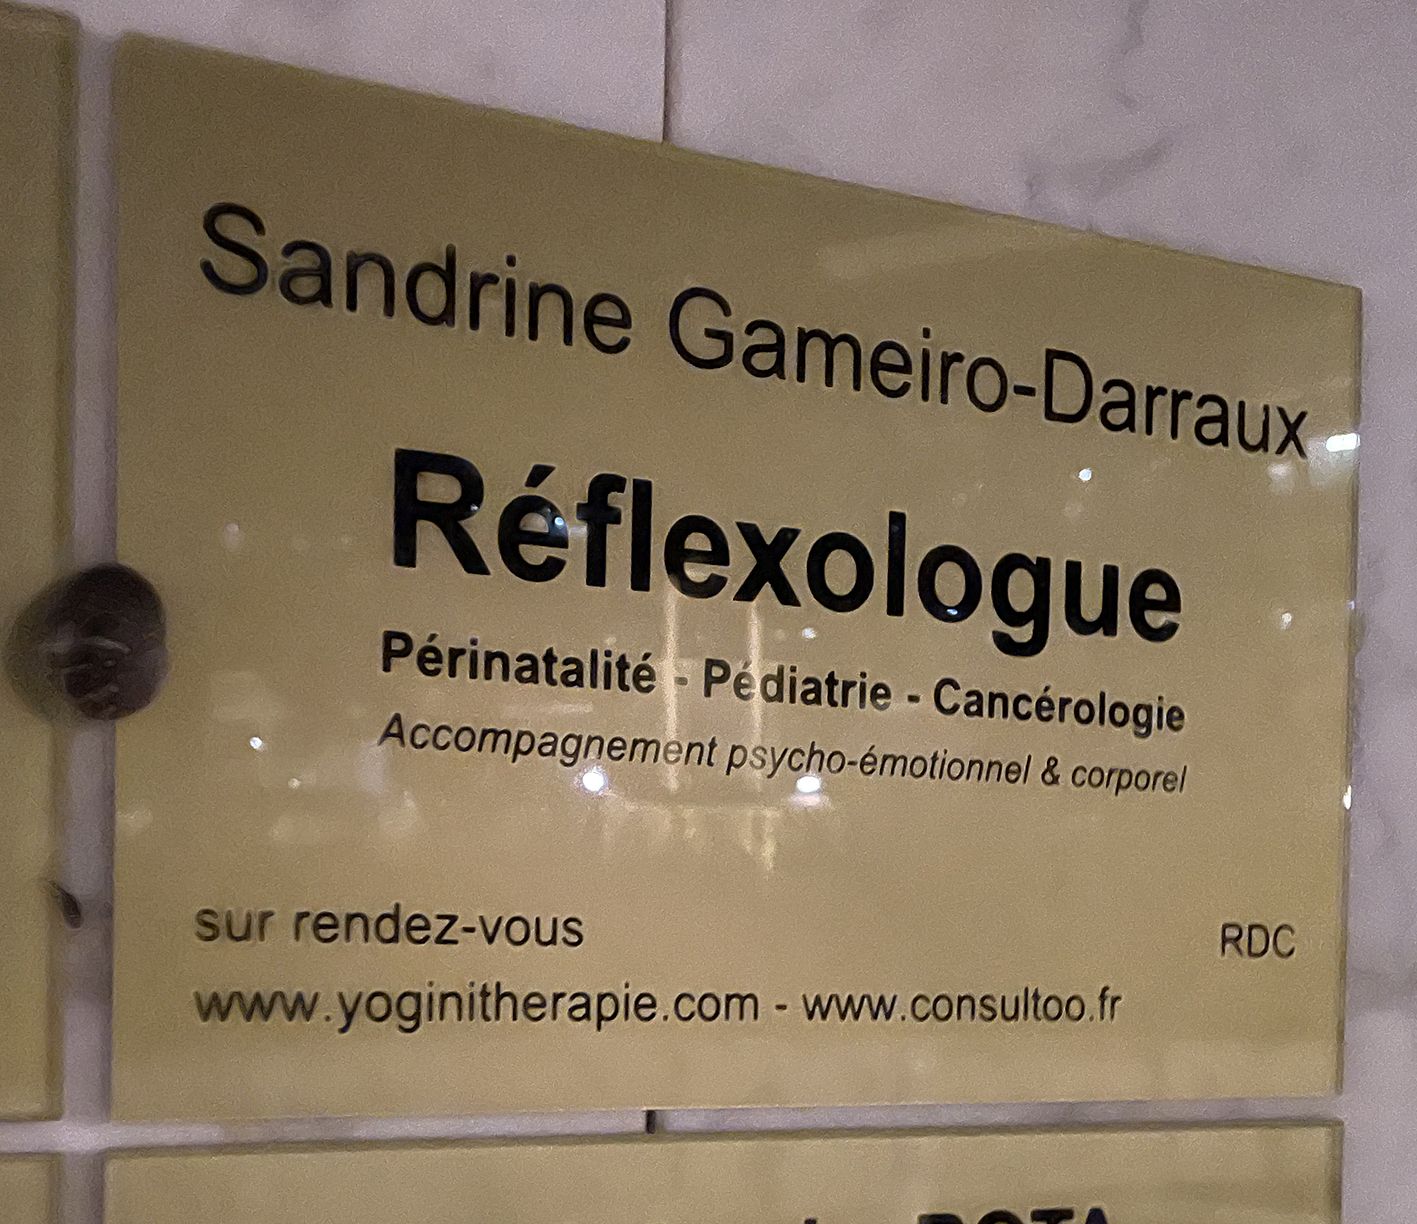 Sandrine Gameiro-Darraux
Réflexologue
Périnatalité - Pédiatrie - Cancérologie
Accompagnement psycho-émotionnel & corporel
sur rendez-vous
RDC
www.yoginitherapie.com - www.consultoo.fr